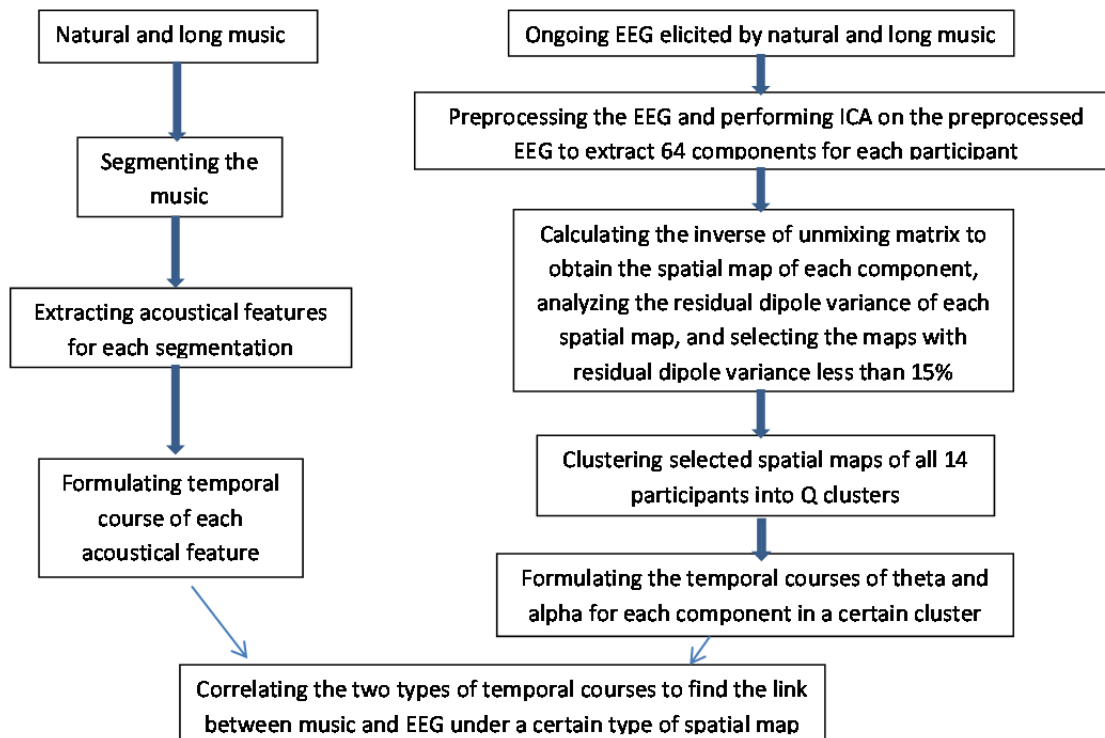 Natural and long music
Segmenting the
music
Extracting acoustical features
for each segmentation
Formulating temporal
course of each
acoustical feature
Ongoing EEG elicited by natural and long music
Preprocessing the EEG and performing ICA on the preprocessed
EEG to extract 64 components for each participant
Calculating the inverse of unmixing matrix to
obtain the spatial map of each component,
analyzing the residual dipole variance of each
spatial map, and selecting the maps with
residual dipole variance less than 15%
Clustering selected spatial maps of all 14
participants into Q clusters
Formulating the temporal courses of theta and
alpha for each component in a certain cluster
Correlating the two types of temporal courses to find the link
between music and EEG under a certain type of spatial map